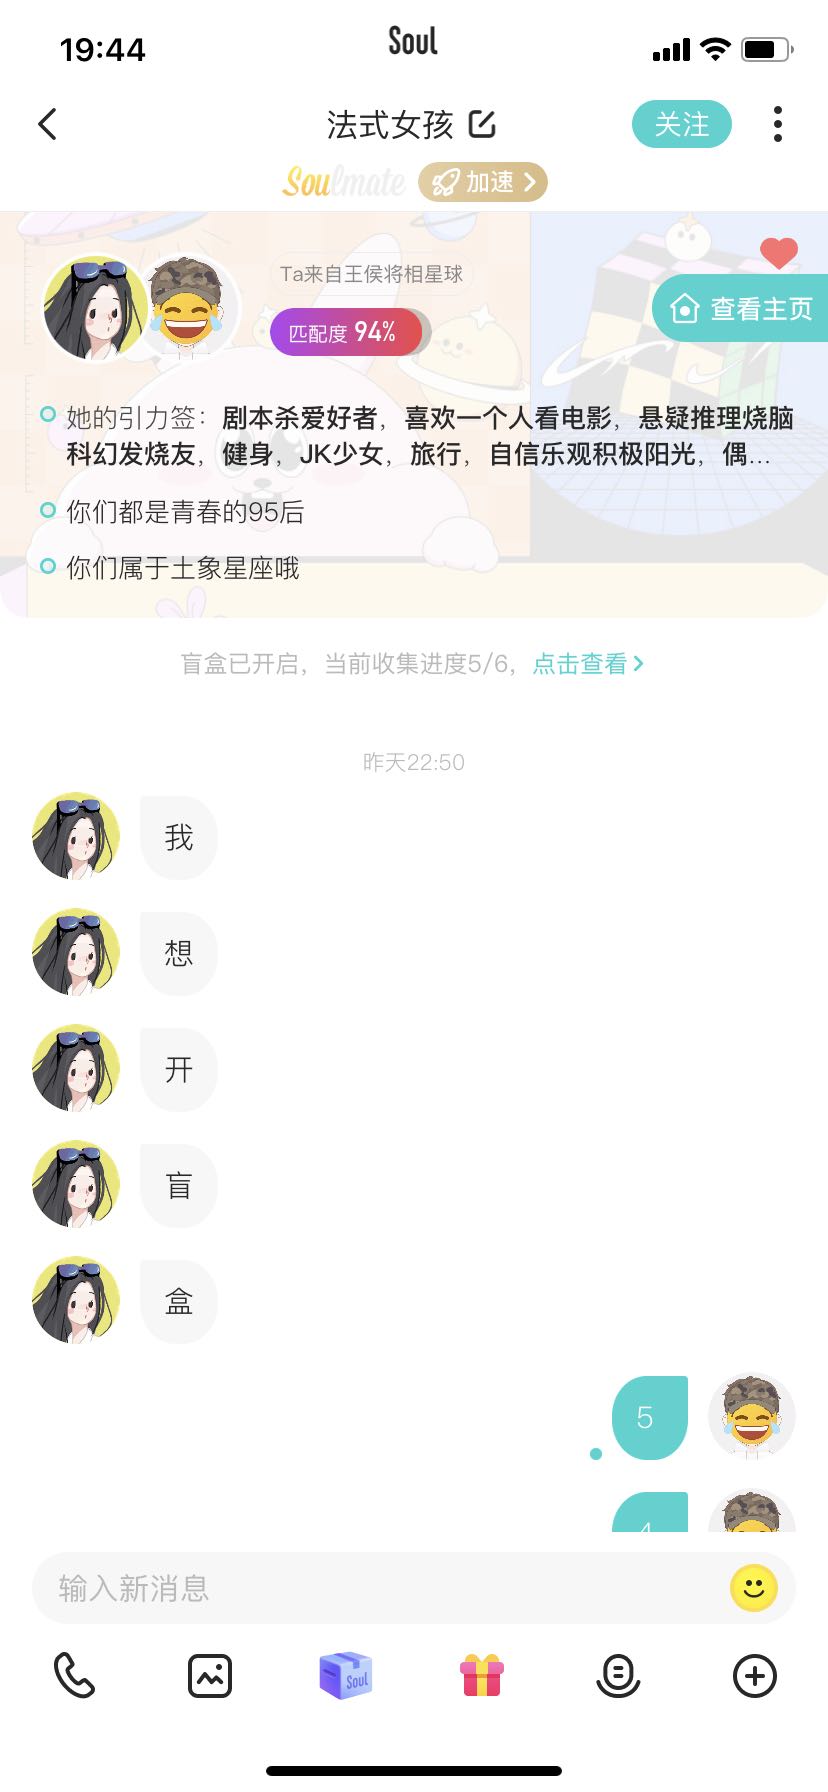 19:44
Soul
法式女孩
关注
Soulmate
加速
Ta来自王侯将相星球
匹配度 94%
查看主页
她的引力签：剧本杀爱好者，喜欢一个人看电影，悬疑推理烧脑
科幻发烧友，健身，JK少女，旅行，自信乐观积极阳光，偶...
你们都是青春的95后
你们属于土象星座哦
盲盒已开启，当前收集进度5/6，点击查看
昨天22:50
我
想
开
盲
盒
5
4
输入新消息
Soul